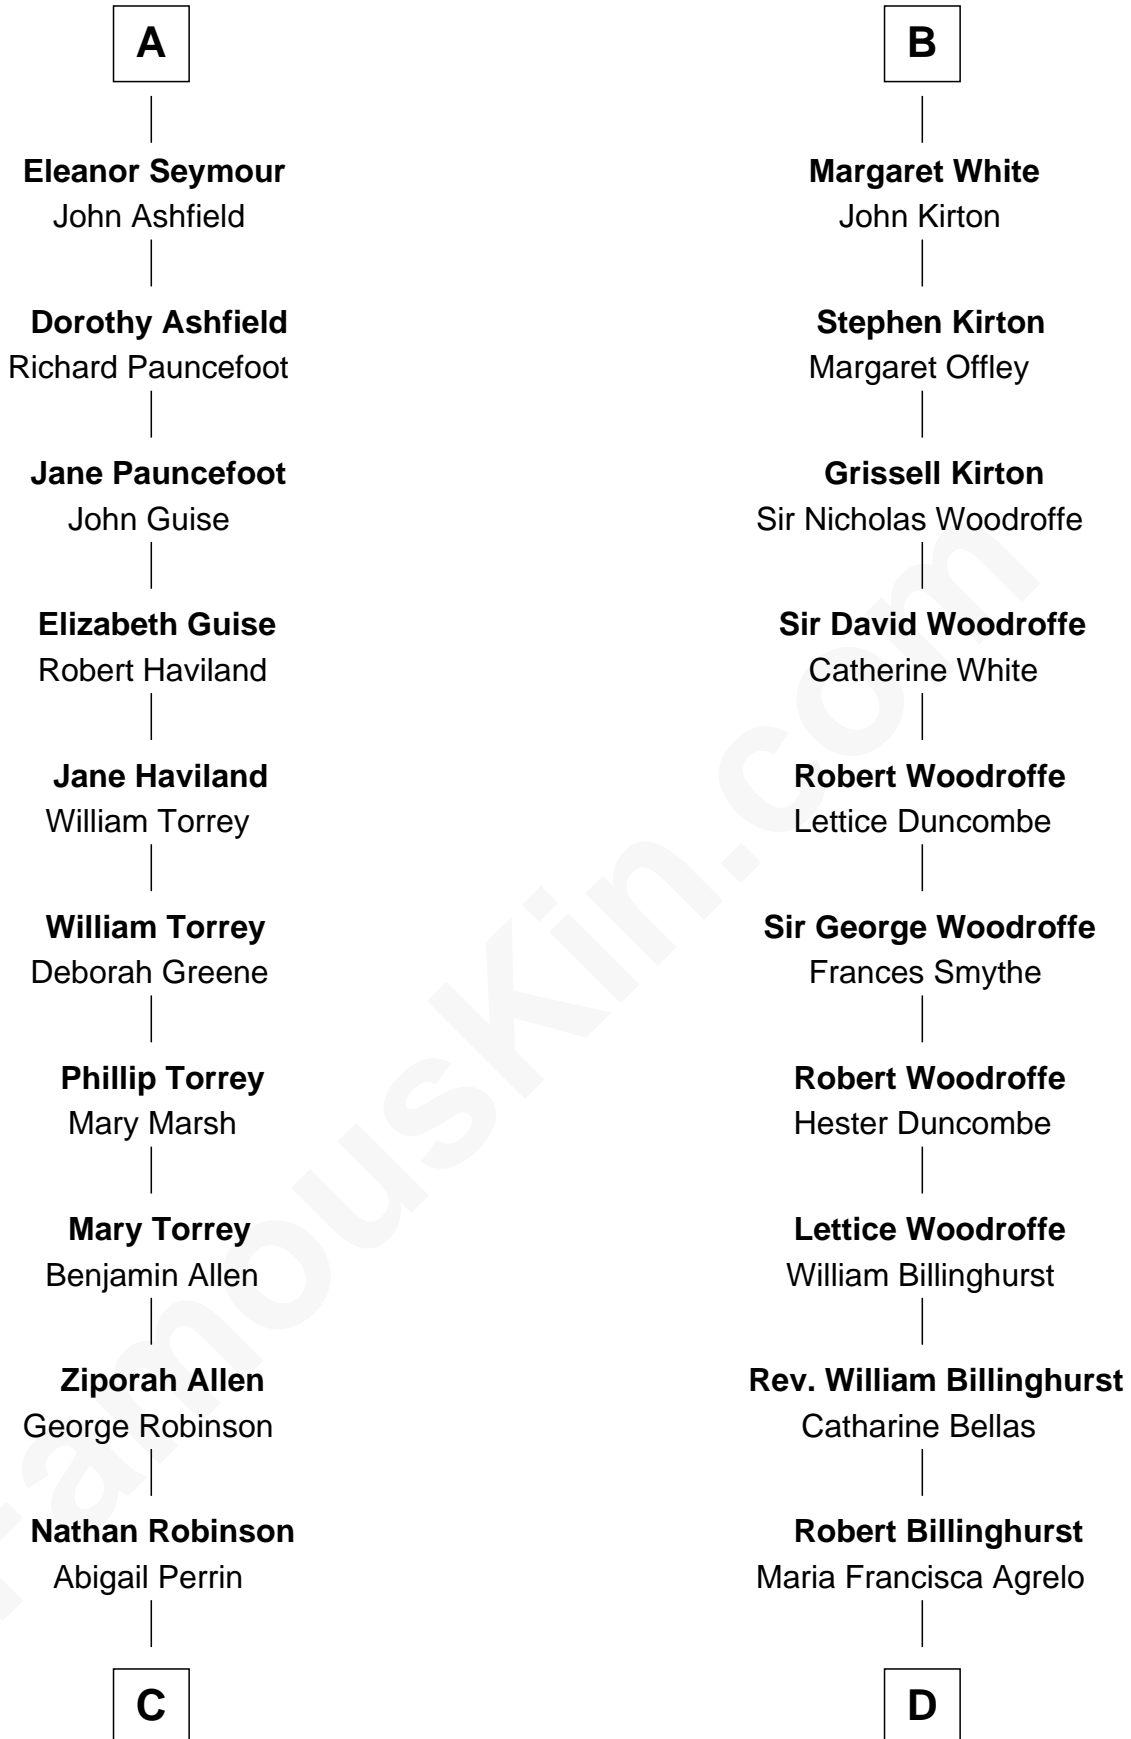 A
Eleanor Seymour
John Ashfield
Dorothy Ashfield
Richard Pauncefoot
Jane Pauncefoot
John Guise
Elizabeth Guise
Robert Haviland
Jane Haviland
William Torrey
William Torrey
Deborah Greene
Phillip Torrey
Mary Marsh
Mary Torrey
Benjamin Allen
Ziporah Allen
George Robinson
Nathan Robinson
Abigail Perrin
C
B
Margaret White
John Kirton
Stephen Kirton
Margaret Offley
Grissell Kirton
Sir Nicholas Woodroffe
Sir David Woodroffe
Catherine White
Robert Woodroffe
Lettice Duncombe
Sir George Woodroffe
Frances Smythe
Robert Woodroffe
Hester Duncombe
Lettice Woodroffe
William Billinghurst
Rev. William Billinghurst
Catharine Bellas
Robert Billinghurst
Maria Francisca Agrelo
D
FamousKin.com